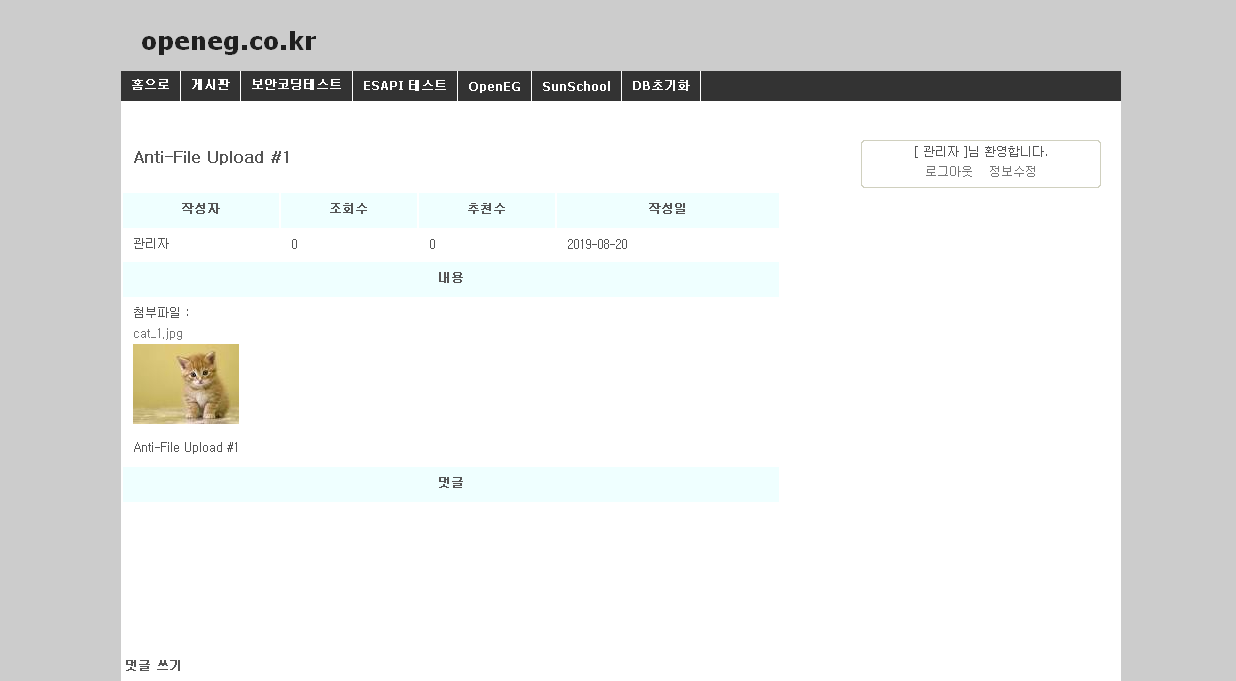 openeg.co.kr
홈으로 게시판 보안코딩테스트 ESAPI 테스트 OpenEG SunSchool DB초기화
Anti-File Upload #1
[ 관리자 ]님 환영합니다.
로그아웃 정보수정
작성자 조회수 추천수 작성일
관리자 0 0 2019-08-20
내용
첨부파일 :
cat_1.jpg
Anti-File Upload #1
댓글
댓글 쓰기